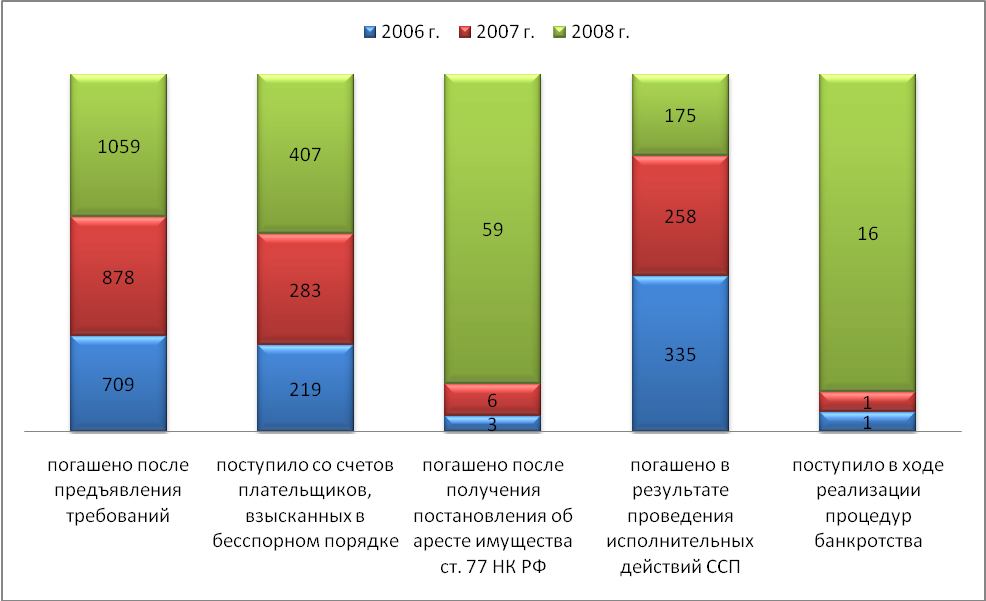 2006 г. 2007 г. 2008 г.
1059
878
709
407
283
219
59
6
3
175
258
335
16
1
1
погашено после
предъявления
требований
поступило со счетов
плательщиков,
взысканных в
бесспорном порядке
погашено после
получения
постановления об
аресте имущества
ст. 77 НК РФ
погашено в
результате
проведения
исполнительных
действий ССП
поступило в ходе
реализации
процедур
банкротства